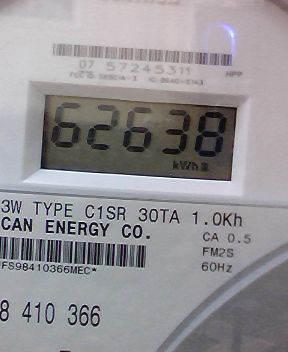 07 57245311
HPP
62638
kWh
3W TYPE C1SR 30TA 1.0Kh
CAN ENERGY CO.
CA 0.5
FM2S
60Hz
FS98410366MEC*
8 410 366